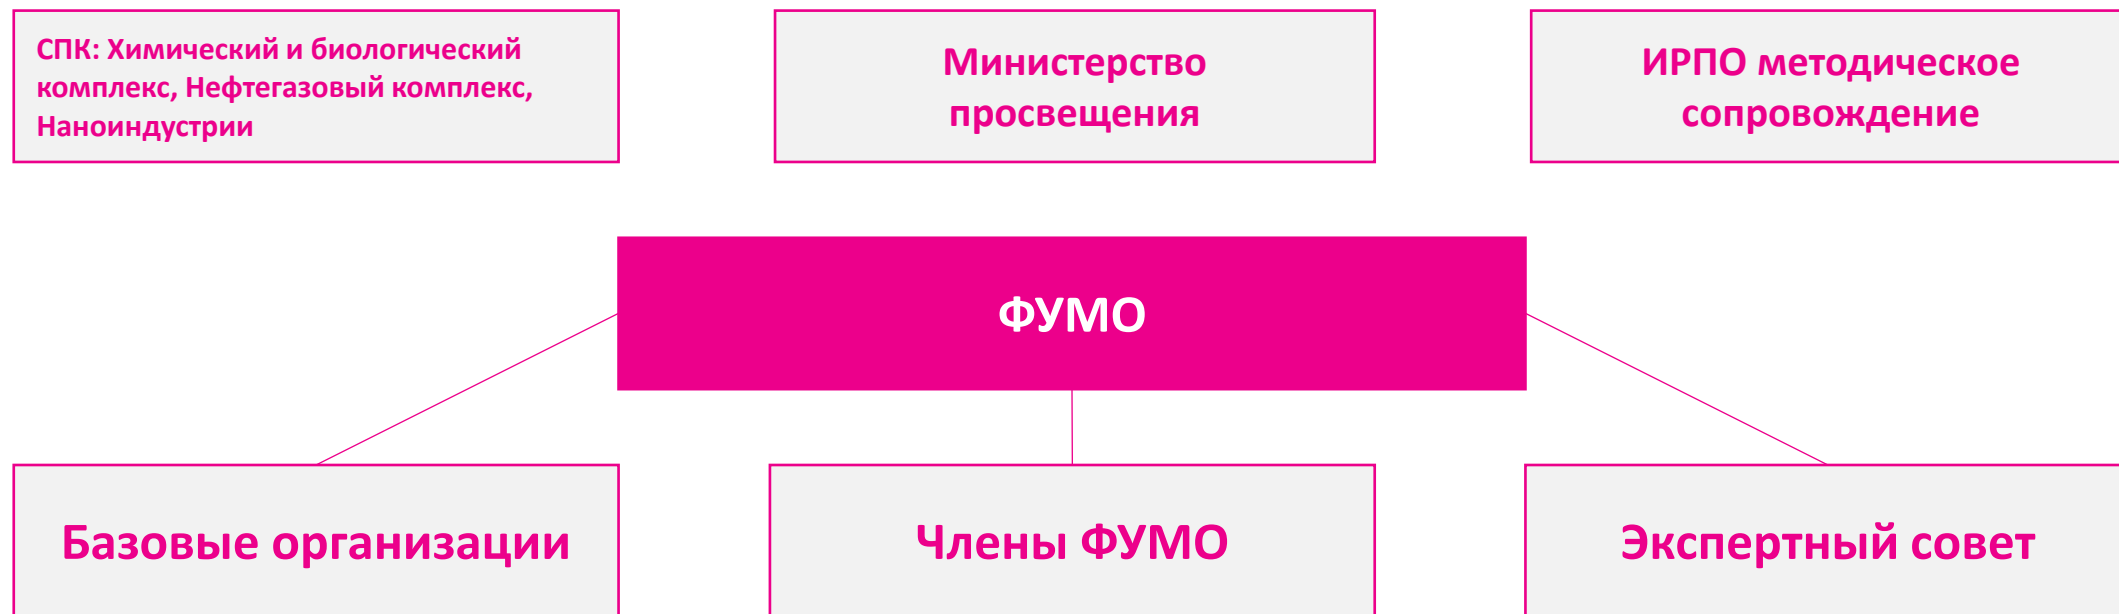 СПК: Химический и биологический
комплекс, Нефтегазовый комплекс,
Наноиндустрии
Министерство
просвещения
ИРПО методическое
сопровождение
ФУМО
Базовые организации
Члены ФУМО
Экспертный совет